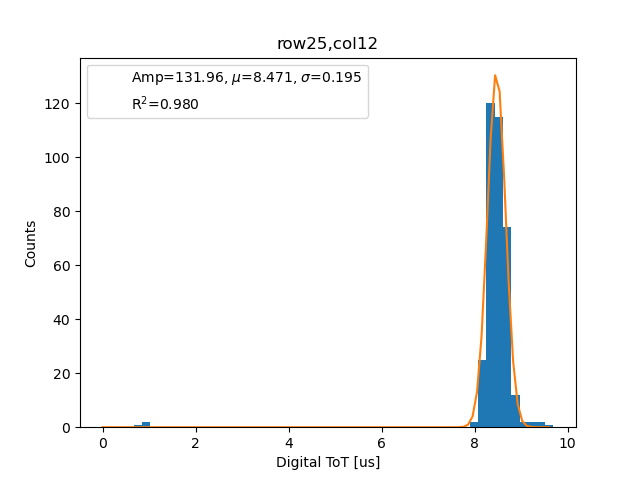 row25,col12
Amp=131.96, μ=8.471, σ=0.195
R²=0.980
Counts
120
100
80
60
40
20
0
0 2 4 6 8 10
Digital ToT [us]